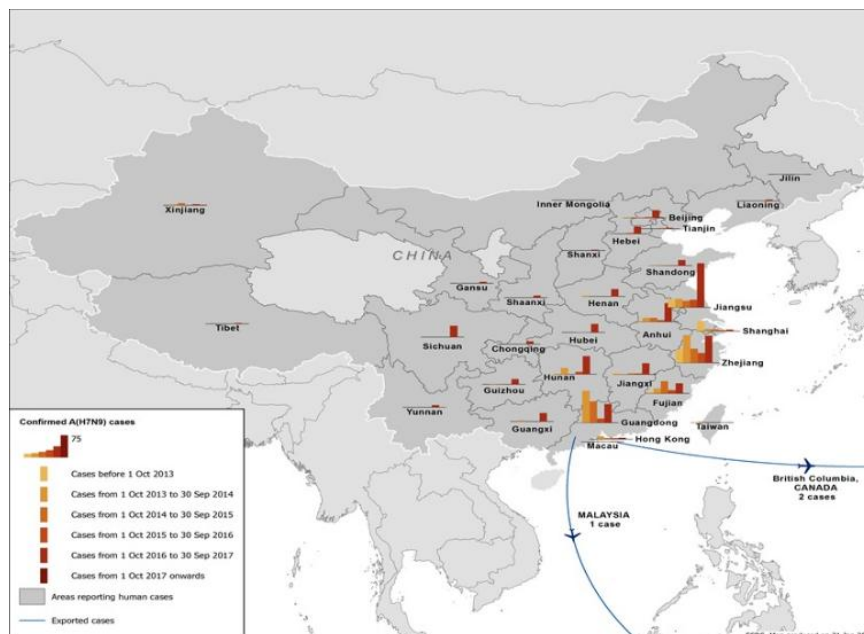 Jilin
Xinjiang
Inner Mongolia
Liaoning
Beijing
Tianjin
Hebei
CHINA
Shanxi
Shandong
Gansu
Shaanxi
Henan
Jiangsu
Tibet
Anhui
Shanghai
Sichuan
Hubei
Chongqing
Zhejiang
Hunan
Jiangxi
Guizhou
Fujian
Yunnan
Guangxi
Guangdong
Taiwan
Macau
Hong Kong
British Columbia,
CANADA
2 cases
MALAYSIA
1 case
Confirmed A(H7N9) cases
75
Cases before 1 Oct 2013
Cases from 1 Oct 2013 to 30 Sep 2014
Cases from 1 Oct 2014 to 30 Sep 2015
Cases from 1 Oct 2015 to 30 Sep 2016
Cases from 1 Oct 2016 to 30 Sep 2017
Cases from 1 Oct 2017 onwards
Areas reporting human cases
Exported cases